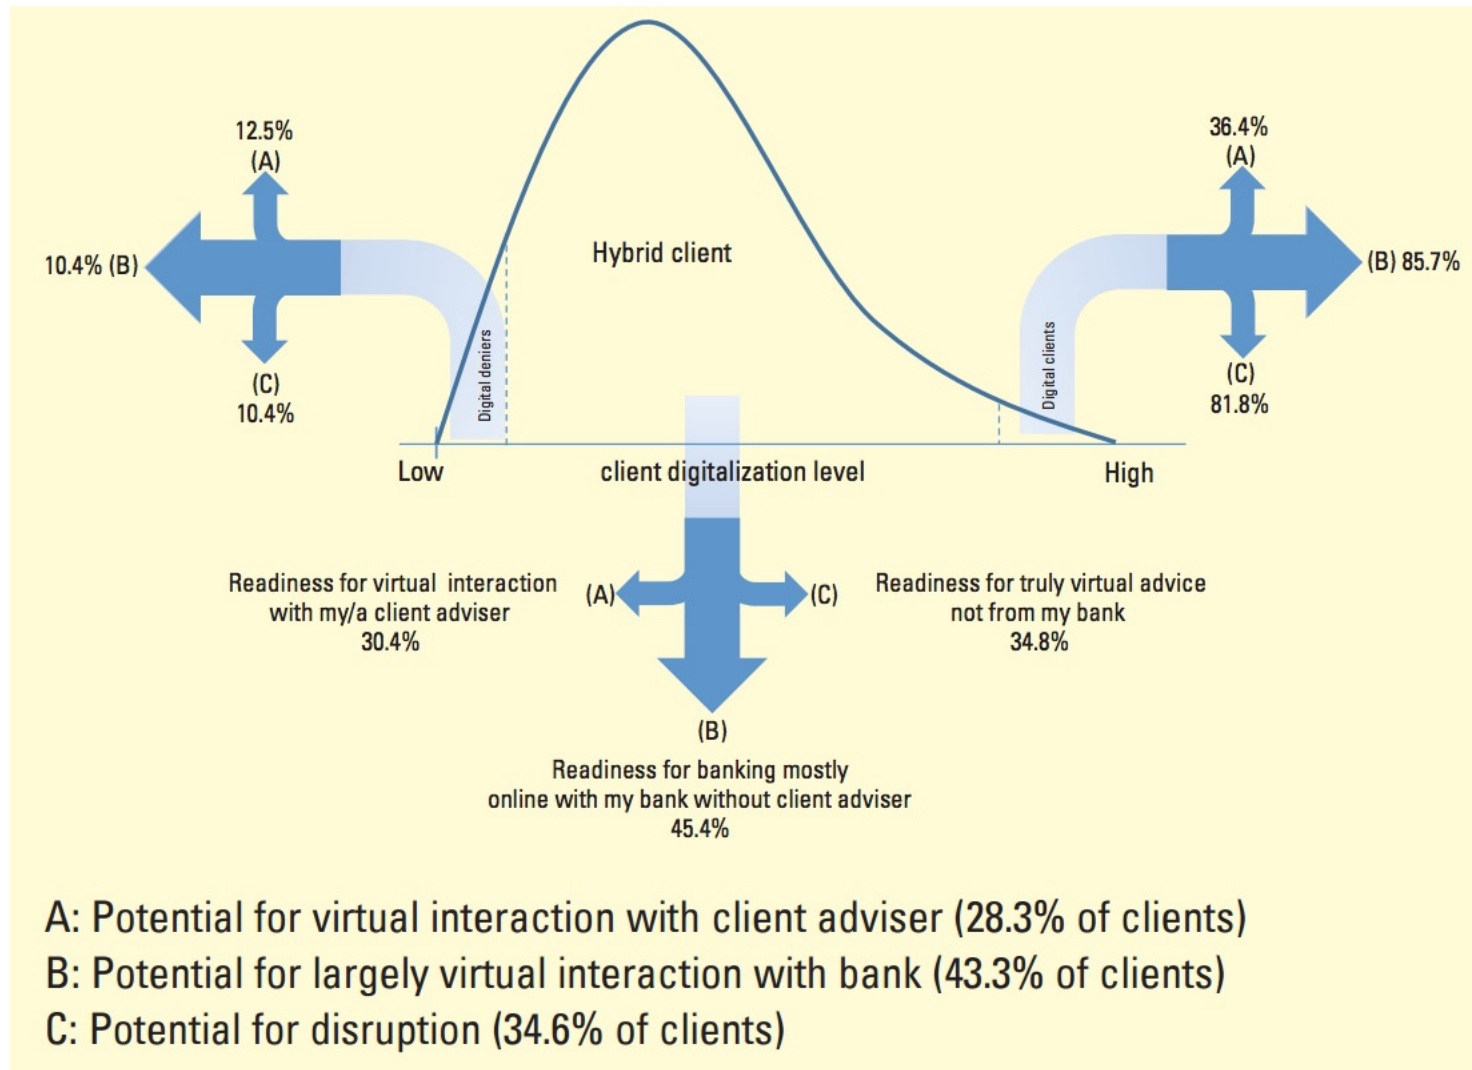 12.5%
(A)
10.4% (B)
(C)
10.4%
Digital deniers
Hybrid client
Digital clients
36.4%
(A)
(B) 85.7%
(C)
81.8%
Low
client digitalization level
High
Readiness for virtual interaction
with my/a client adviser
30.4%
(A)
(C)
Readiness for truly virtual advice
not from my bank
34.8%
(B)
Readiness for banking mostly
online with my bank without client adviser
45.4%
A: Potential for virtual interaction with client adviser (28.3% of clients)
B: Potential for largely virtual interaction with bank (43.3% of clients)
C: Potential for disruption (34.6% of clients)